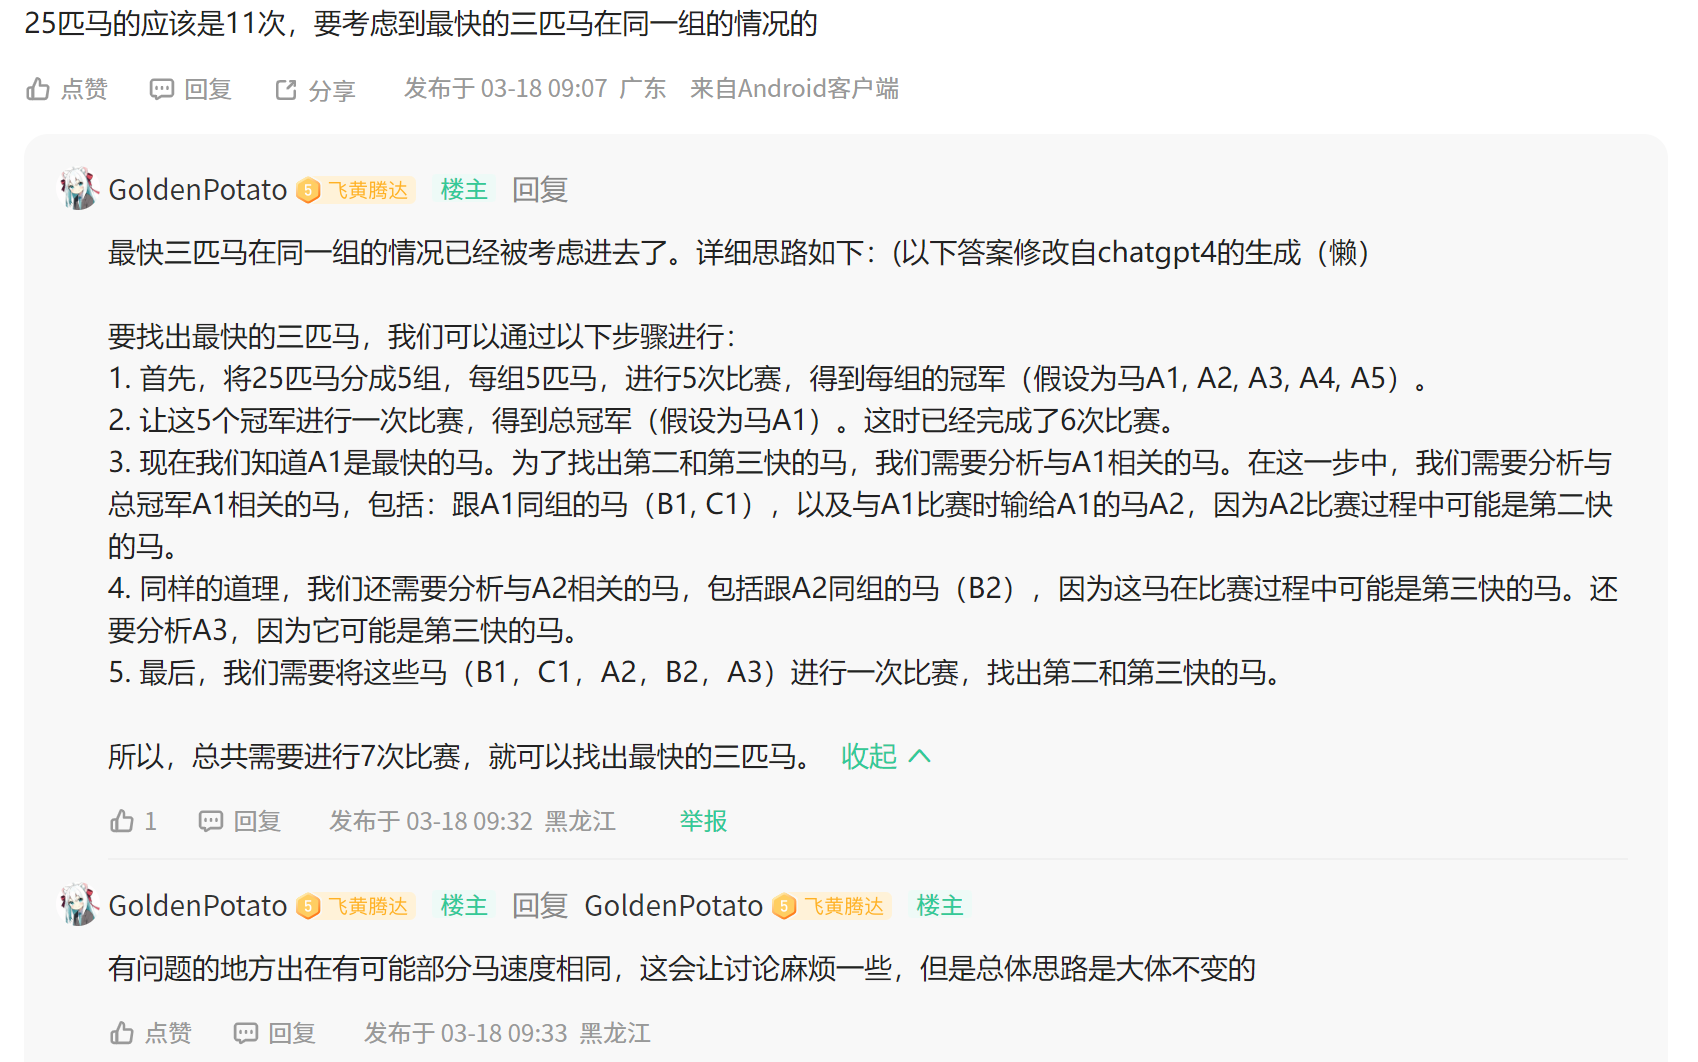 25匹马的应该是11次，要考虑到最快的三匹马在同一组的情况的
点赞 回复 分享 发布于 03-18 09:07 广东 来自Android客户端
GoldenPotato 5 飞黄腾达 楼主 回复
最快三匹马在同一组的情况已经被考虑进去了。详细思路如下：(以下答案修改自chatgpt4的生成（懒）
要找出最快的三匹马，我们可以通过以下步骤进行：
1. 首先，将25匹马分成5组，每组5匹马，进行5次比赛，得到每组的冠军（假设为马A1, A2, A3, A4, A5）。
2. 让这5个冠军进行一次比赛，得到总冠军（假设为马A1）。这时已经完成了6次比赛。
3. 现在我们知道A1是最快的马。为了找出第二和第三快的马，我们需要分析与A1相关的马。在这一步中，我们需要分析与
总冠军A1相关的马，包括：跟A1同组的马（B1, C1），以及与A1比赛时输给A1的马A2，因为A2比赛过程中可能是第二快
的马。
4. 同样的道理，我们还需要分析与A2相关的马，包括跟A2同组的马（B2），因为这马在比赛过程中可能是第三快的马。还
要分析A3，因为它可能是第三快的马。
5. 最后，我们需要将这些马（B1，C1，A2，B2，A3）进行一次比赛，找出第二和第三快的马。
所以，总共需要进行7次比赛，就可以找出最快的三匹马。 收起
1 回复 发布于 03-18 09:32 黑龙江 举报
GoldenPotato 5 飞黄腾达 楼主 回复 GoldenPotato 5 飞黄腾达 楼主
有问题的地方出在有可能部分马速度相同，这会让讨论麻烦一些，但是总体思路是大体不变的
点赞 回复 发布于 03-18 09:33 黑龙江